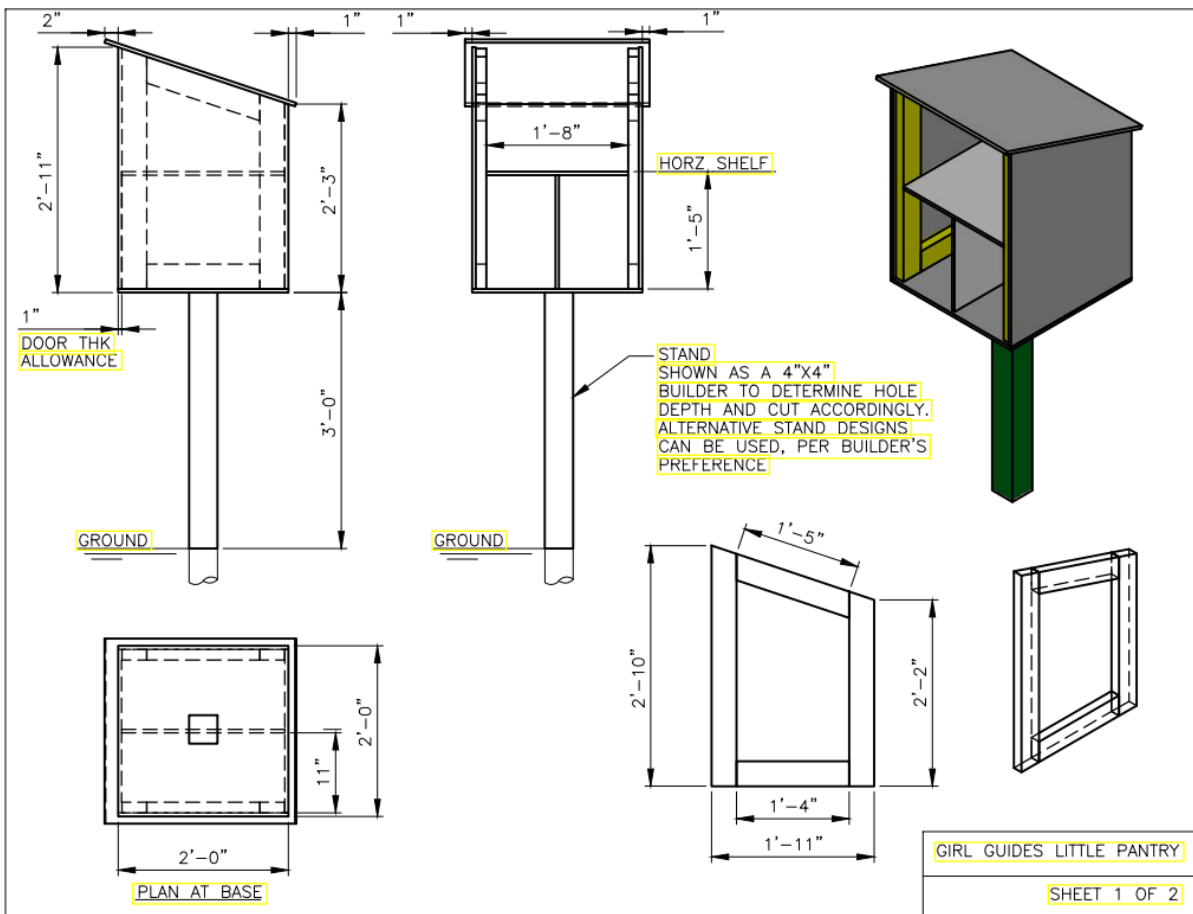 2”
1”
1”
1”
2’–11”
2’–3”
1’–8”
HORZ SHELF
1’–5”
1”
DOOR THK
ALLOWANCE
3’–0”
STAND
SHOWN AS A 4”X4”
BUILDER TO DETERMINE HOLE
DEPTH AND CUT ACCORDINGLY.
ALTERNATIVE STAND DESIGNS
CAN BE USED, PER BUILDER’S
PREFERENCE
GROUND
GROUND
1’–5”
2’–10”
2’–2”
1’–4”
1’–11”
2’–0”
11”
2’–0”
PLAN AT BASE
GIRL GUIDES LITTLE PANTRY
SHEET 1 OF 2